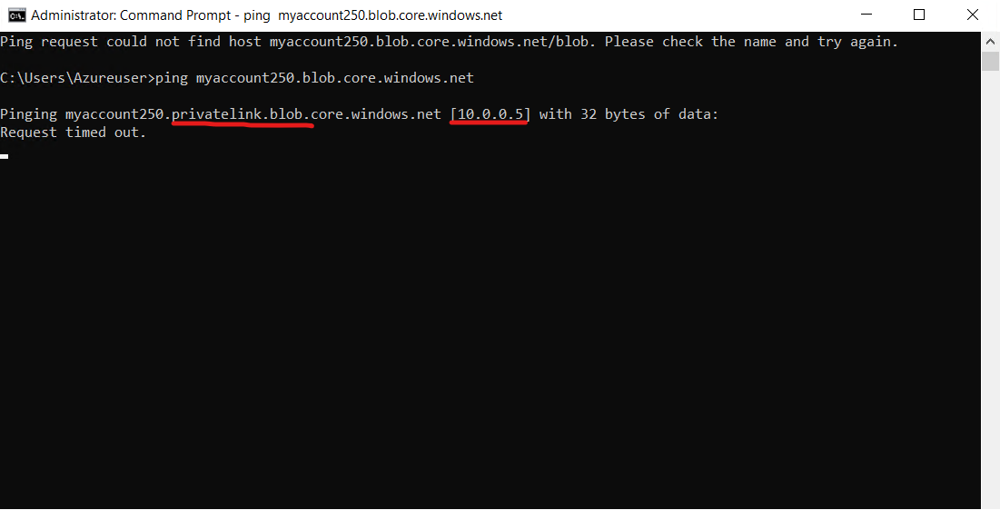 Administrator: Command Prompt - ping  myaccount250.blob.core.windows.net
Ping request could not find host myaccount250.blob.core.windows.net/blob. Please check the name and try again.
C:\Users\Azureuser>ping myaccount250.blob.core.windows.net
Pinging myaccount250.privatelink.blob.core.windows.net [10.0.0.5] with 32 bytes of data:
Request timed out.